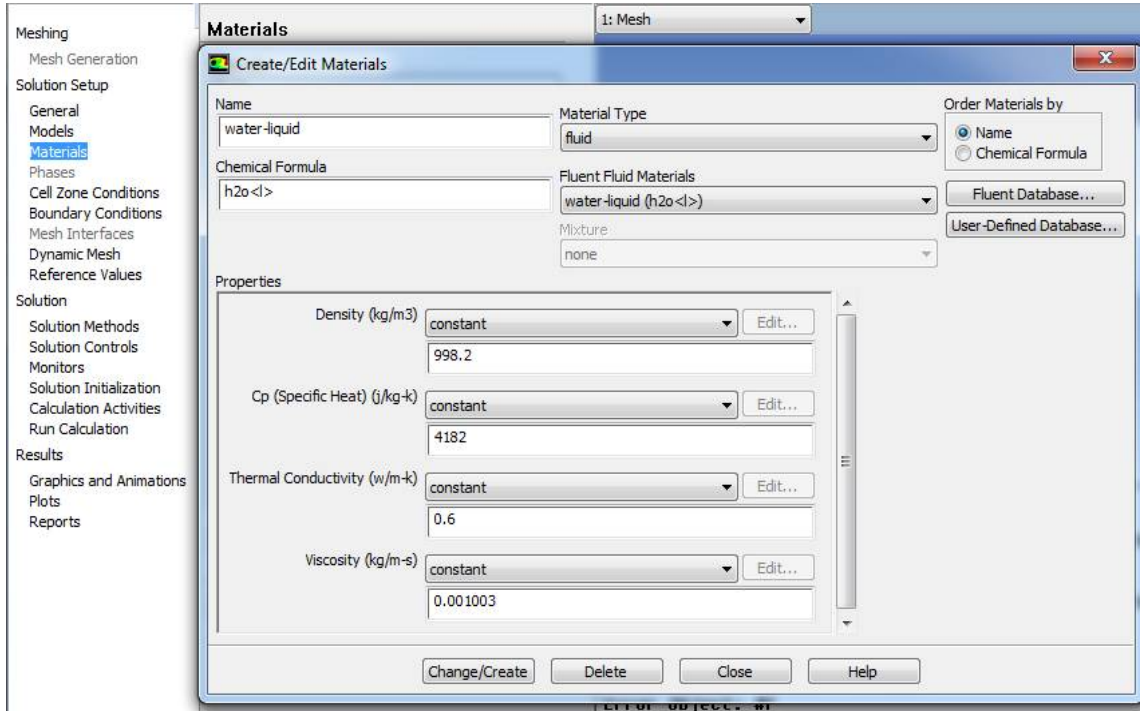 Meshing
Mesh Generation
Solution Setup
General
Models
Materials
Phases
Cell Zone Conditions
Boundary Conditions
Mesh Interfaces
Dynamic Mesh
Reference Values
Solution
Solution Methods
Solution Controls
Monitors
Solution Initialization
Calculation Activities
Run Calculation
Results
Graphics and Animations
Plots
Reports
Materials
1: Mesh
Create/Edit Materials
Name
water-liquid
Chemical Formula
h2o<l>
Material Type
fluid
Fluent Fluid Materials
water-liquid (h2o<l>)
Mixture
none
Order Materials by
Name
Chemical Formula
Fluent Database...
User-Defined Database...
Properties
Density (kg/m3) constant Edit...
998.2
Cp (Specific Heat) (j/kg-k) constant Edit...
4182
Thermal Conductivity (w/m-k) constant Edit...
0.6
Viscosity (kg/m-s) constant Edit...
0.001003
Change/Create Delete Close Help
Error Object: #f